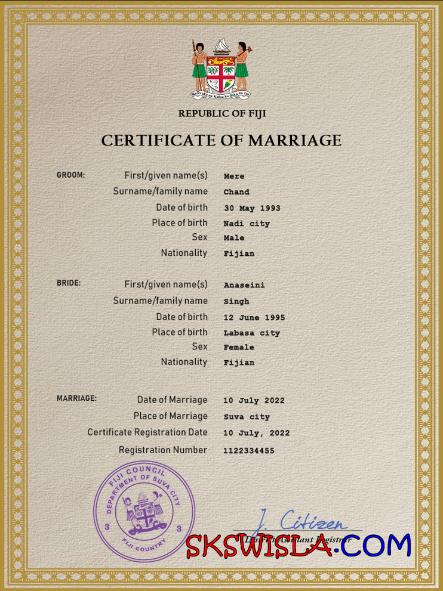 REPUBLIC OF FIJI
CERTIFICATE OF MARRIAGE
GROOM: First/given name(s) Mere
Surname/family name Chand
Date of birth 30 May 1993
Place of birth Nadi city
Sex Male
Nationality Fijian
BRIDE: First/given name(s) Anaseini
Surname/family name Singh
Date of birth 12 June 1995
Place of birth Labasa city
Sex Female
Nationality Fijian
MARRIAGE: Date of Marriage 10 July 2022
Place of Marriage Suva city
Certificate Registration Date 10 July, 2022
Registration Number 1122334455
FIJI COUNCIL
DEPARTMENT OF SUVA CITY
3 3
FIJI.COUNTRY
J. Citizen
Registrar
SKSWISLA.COM